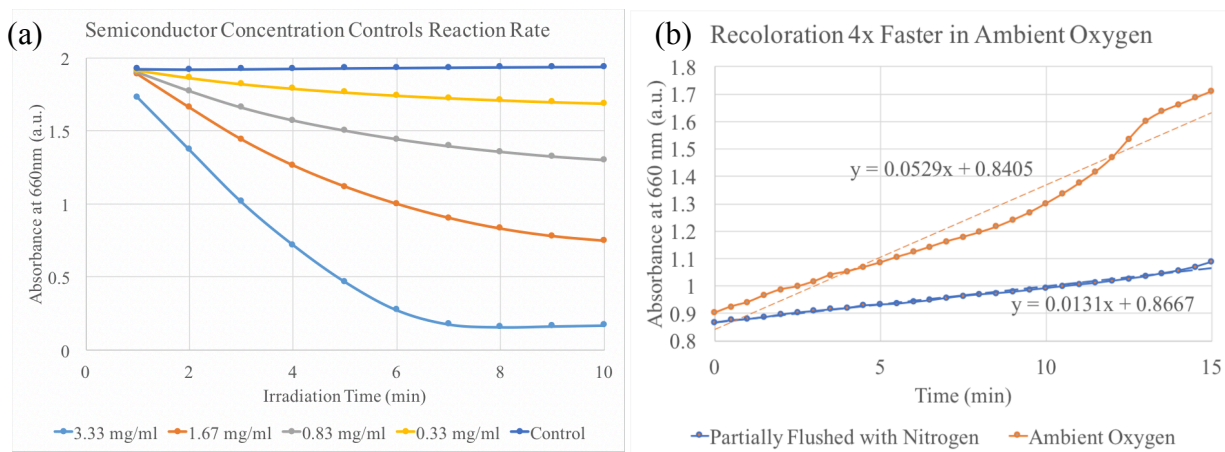 (a)
Semiconductor Concentration Controls Reaction Rate
Absorbance at 660nm (a.u.)
2
1.5
1
0.5
0
0 2 4 6 8 10
Irradiation Time (min)
3.33 mg/ml 1.67 mg/ml 0.83 mg/ml 0.33 mg/ml Control
(b)
Recoloration 4x Faster in Ambient Oxygen
Absorbance at 660 nm (a.u.)
1.8
1.7
1.6
1.5
1.4
1.3
1.2
1.1
1
0.9
0.8
y = 0.0529x + 0.8405
y = 0.0131x + 0.8667
0 5 10 15
Time (min)
Partially Flushed with Nitrogen Ambient Oxygen